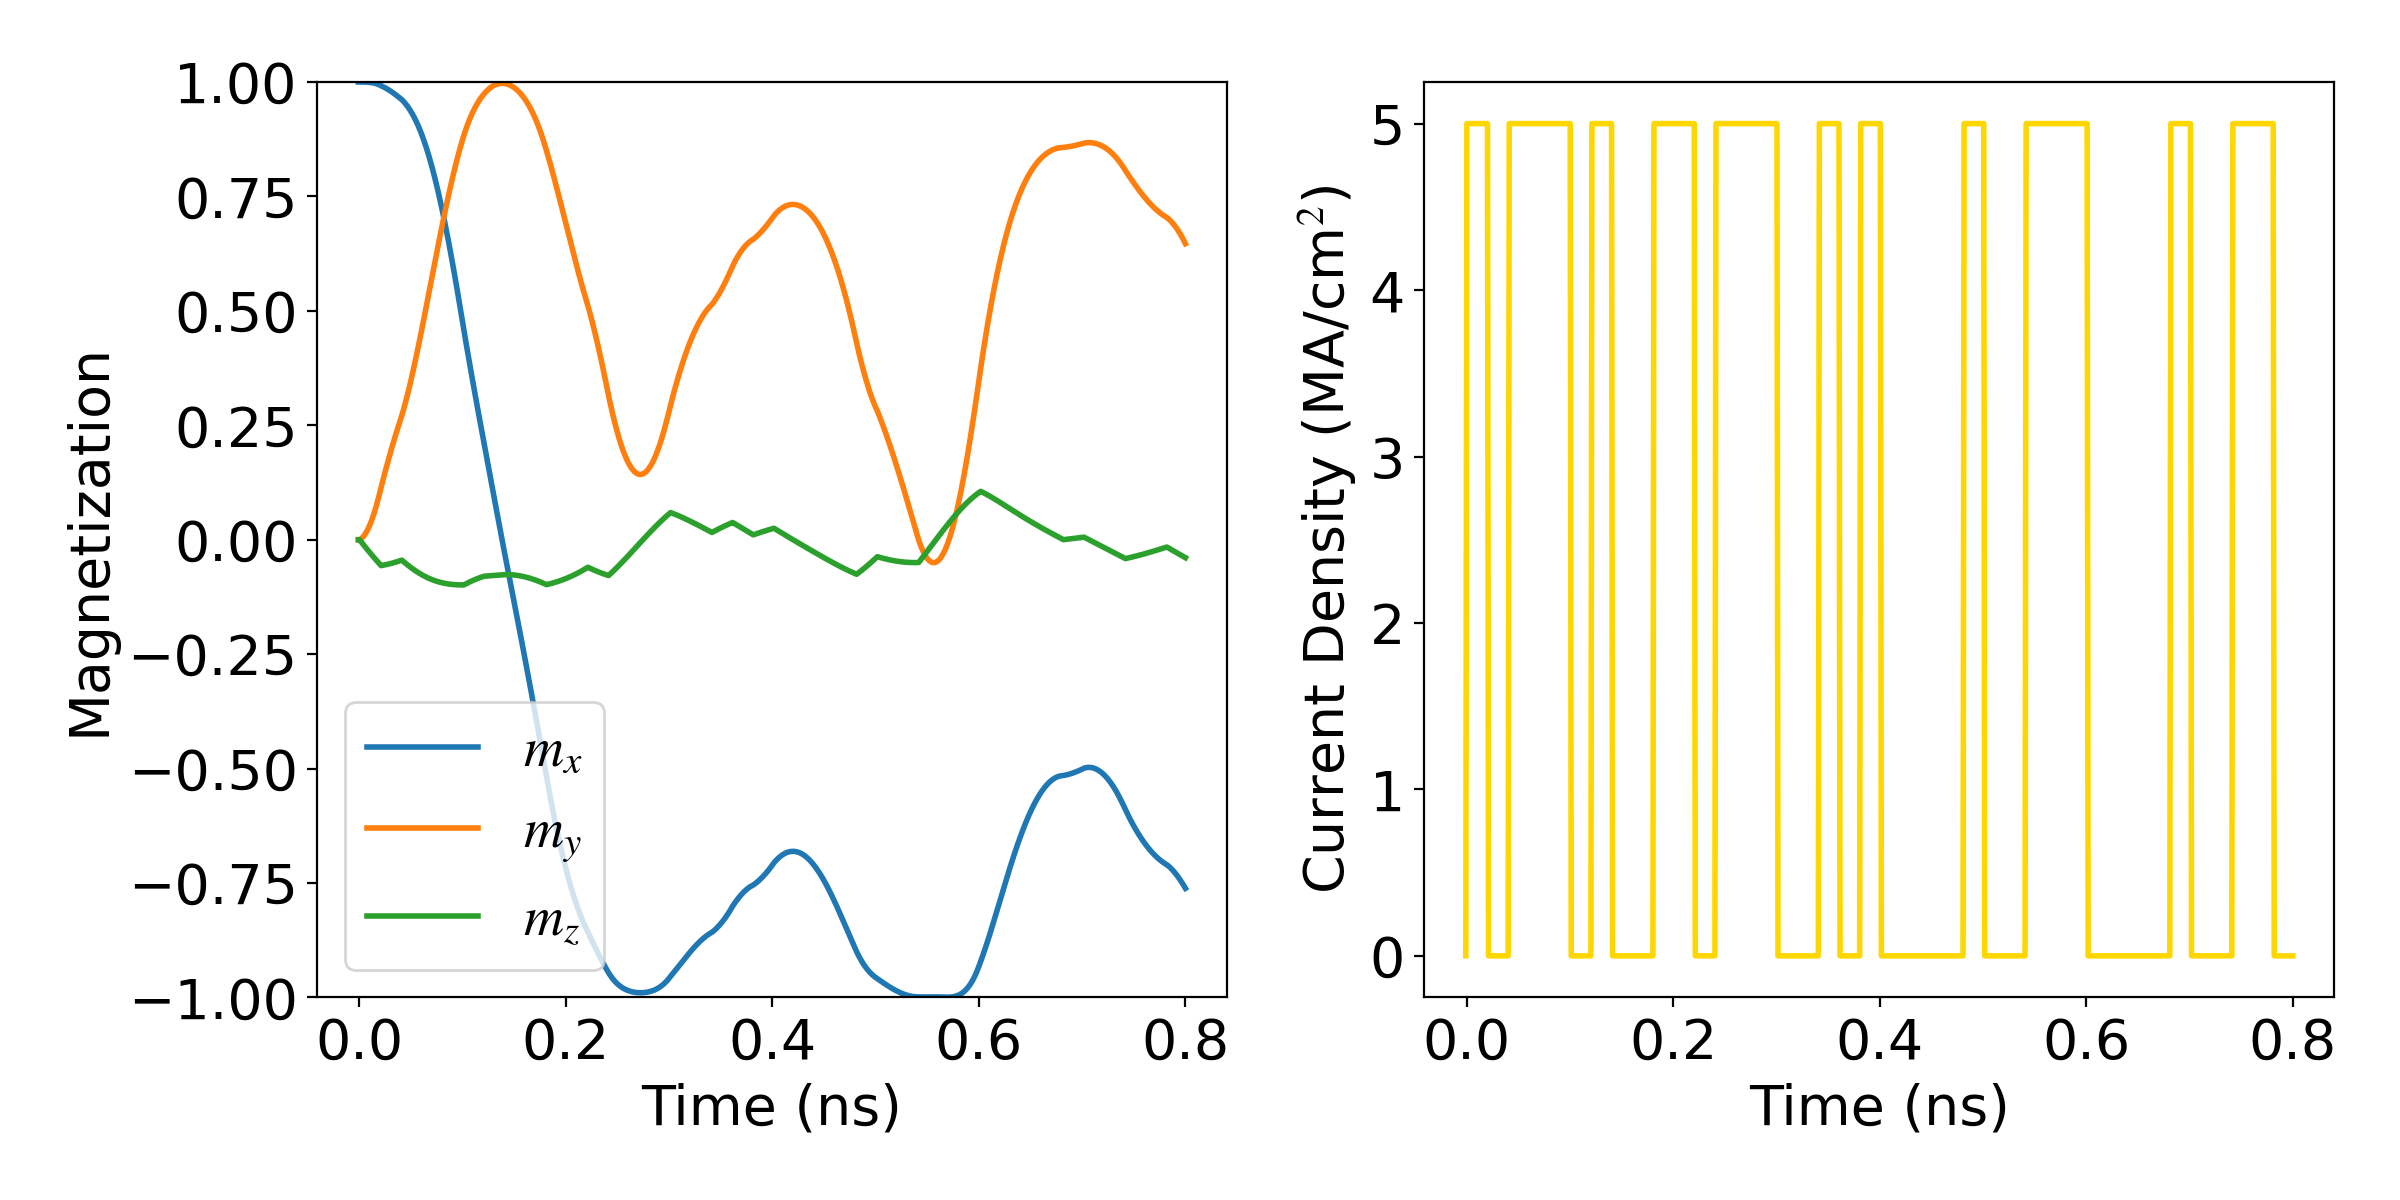 Magnetization
1.00
0.75
0.50
0.25
0.00
−0.25
−0.50
−0.75
−1.00
m_x
m_y
m_z
0.0 0.2 0.4 0.6 0.8
Time (ns)
Current Density (MA/cm²)
5
4
3
2
1
0
0.0 0.2 0.4 0.6 0.8
Time (ns)